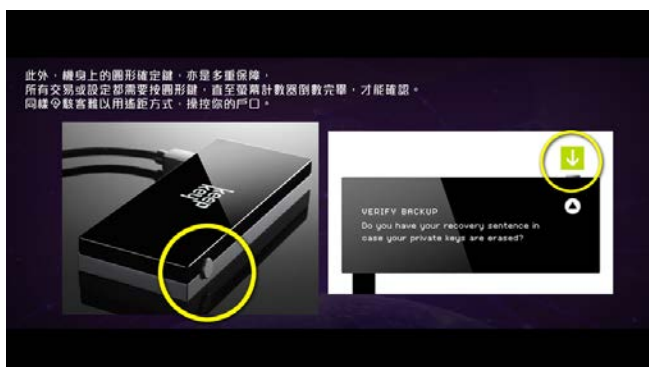 此外，機身上的圓形確定鍵，亦是多重保障，
所有交易或設定都需要按圓形鍵，直至螢幕計數器倒數完畢，才能確認。
同樣令駭客難以用遙距方式，操控你的戶口。
keep
key
VERIFY BACKUP
Do you have your recovery sentence in
case your private keys are erased?